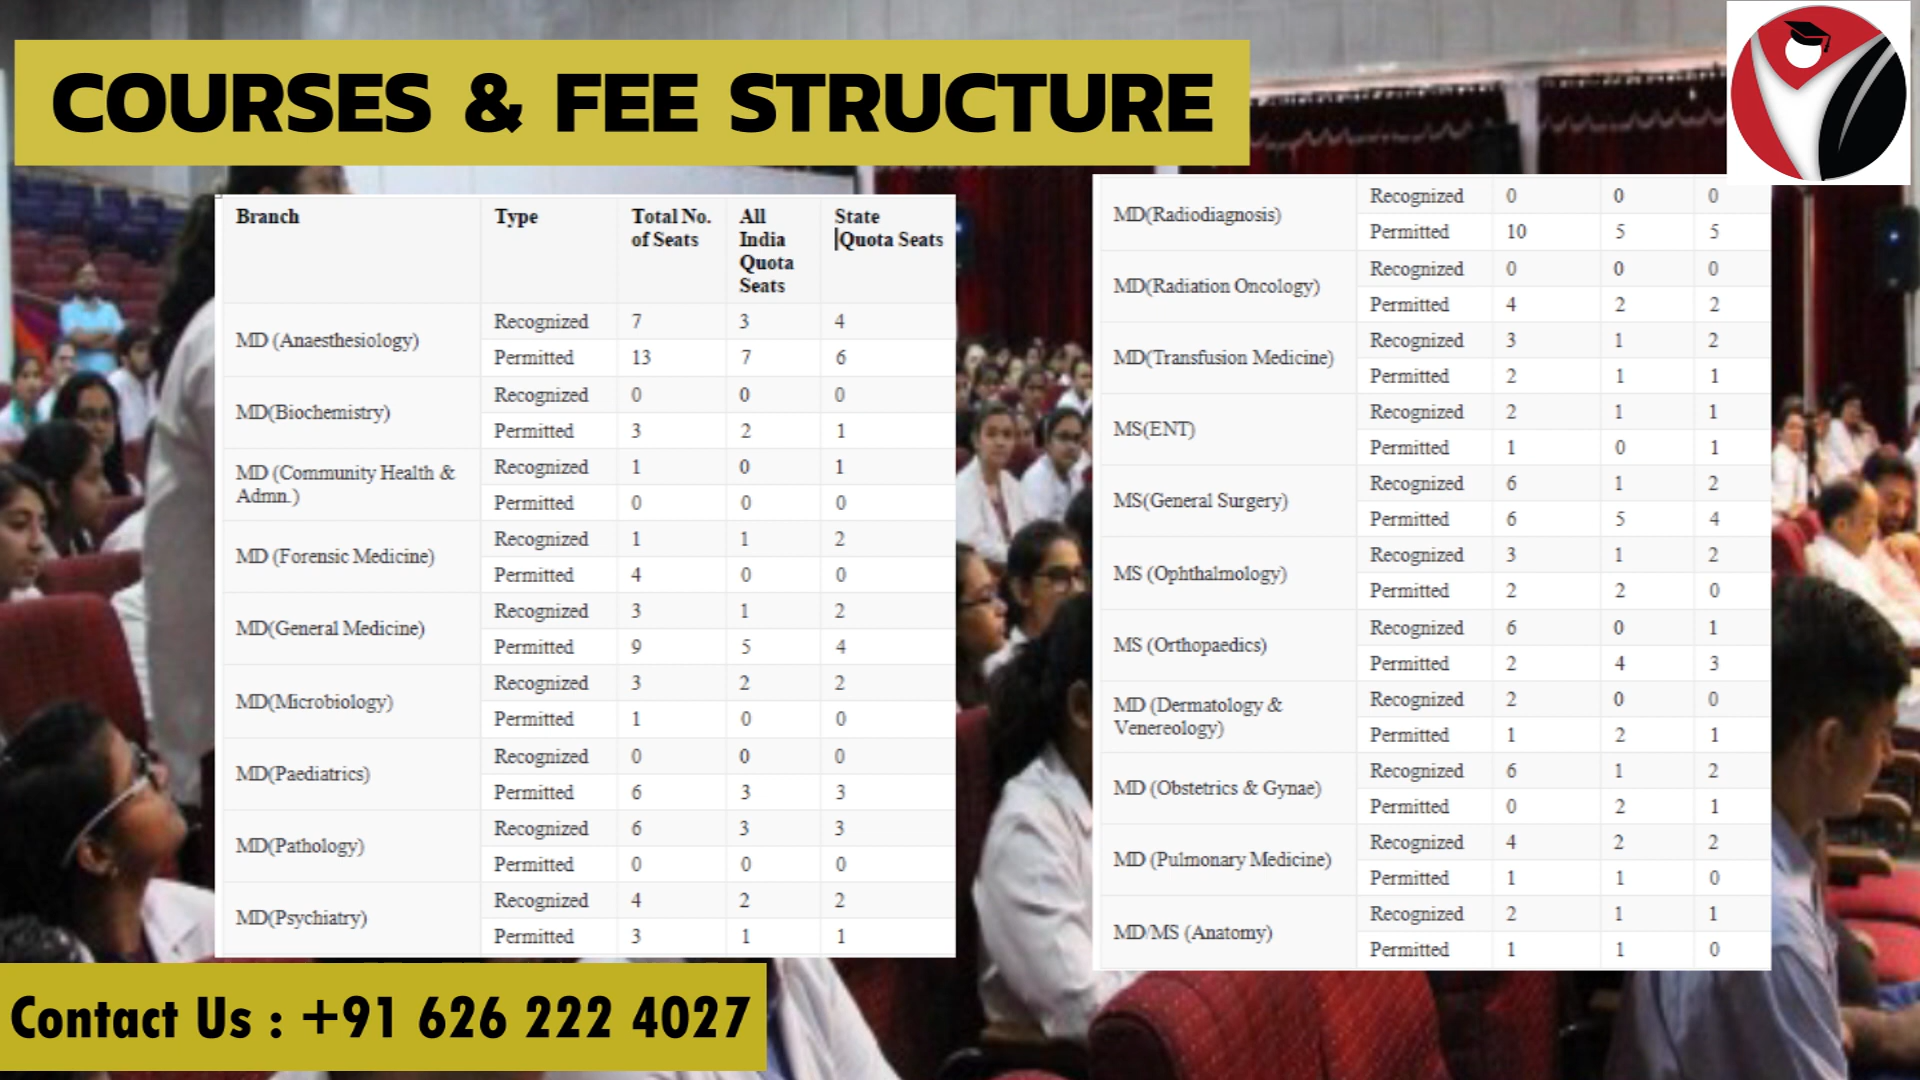 COURSES & FEE STRUCTURE
Branch Type Total No. of Seats All India Quota Seats State Quota Seats
MD (Anaesthesiology) Recognized 7 3 4
Permitted 13 7 6
MD(Biochemistry) Recognized 0 0 0
Permitted 3 2 1
MD (Community Health & Admn.) Recognized 1 0 1
Permitted 0 0 0
MD (Forensic Medicine) Recognized 1 1 2
Permitted 4 0 0
MD(General Medicine) Recognized 3 1 2
Permitted 9 5 4
MD(Microbiology) Recognized 3 2 2
Permitted 1 0 0
MD(Paediatrics) Recognized 0 0 0
Permitted 6 3 3
MD(Pathology) Recognized 6 3 3
Permitted 0 0 0
MD(Psychiatry) Recognized 4 2 2
Permitted 3 1 1
MD(Radiodiagnosis) Recognized 0 0 0
Permitted 10 5 5
MD(Radiation Oncology) Recognized 0 0 0
Permitted 4 2 2
MD(Transfusion Medicine) Recognized 3 1 2
Permitted 2 1 1
MS(ENT) Recognized 2 1 1
Permitted 1 0 1
MS(General Surgery) Recognized 6 1 2
Permitted 6 5 4
MS (Ophthalmology) Recognized 3 1 2
Permitted 2 2 0
MS (Orthopaedics) Recognized 6 0 1
Permitted 2 4 3
MD (Dermatology & Venereology) Recognized 2 0 0
Permitted 1 2 1
MD (Obstetrics & Gynae) Recognized 6 1 2
Permitted 0 2 1
MD (Pulmonary Medicine) Recognized 4 2 2
Permitted 1 1 0
MD/MS (Anatomy) Recognized 2 1 1
Permitted 1 1 0
Contact Us : +91 626 222 4027